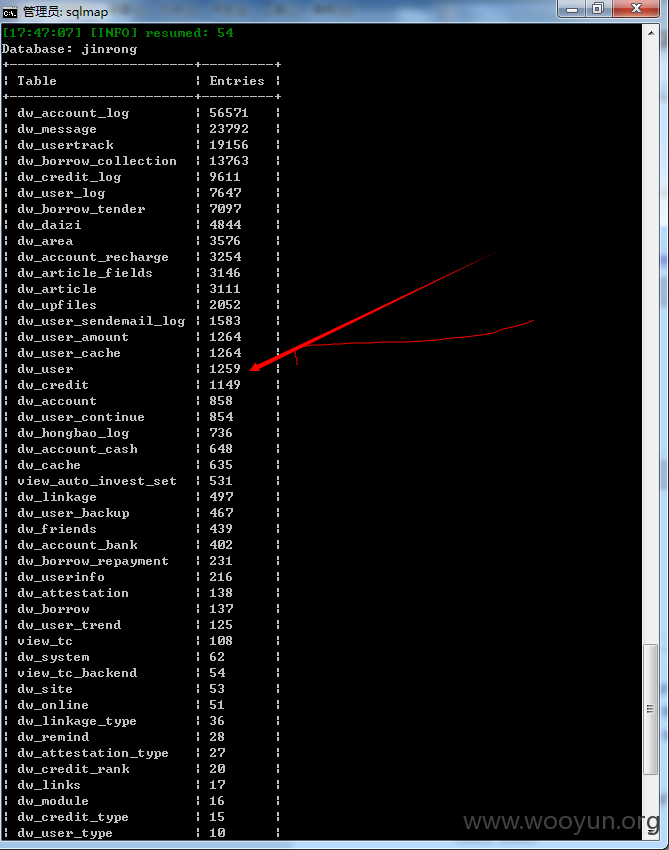 管理员: sqlmap
[17:47:07] [INFO] resumed: 54
Database: jinrong
+------------------------+---------+
¦ Table ¦ Entries ¦
+------------------------+---------+
¦ dw_account_log ¦ 56571 ¦
¦ dw_message ¦ 23792 ¦
¦ dw_usertrack ¦ 19156 ¦
¦ dw_borrow_collection ¦ 13763 ¦
¦ dw_credit_log ¦ 9611 ¦
¦ dw_user_log ¦ 7647 ¦
¦ dw_borrow_tender ¦ 7097 ¦
¦ dw_daizi ¦ 4844 ¦
¦ dw_area ¦ 3576 ¦
¦ dw_account_recharge ¦ 3254 ¦
¦ dw_article_fields ¦ 3146 ¦
¦ dw_article ¦ 3111 ¦
¦ dw_upfiles ¦ 2052 ¦
¦ dw_user_sendemail_log ¦ 1583 ¦
¦ dw_user_amount ¦ 1264 ¦
¦ dw_user_cache ¦ 1264 ¦
¦ dw_user ¦ 1259 ¦
¦ dw_credit ¦ 1149 ¦
¦ dw_account ¦ 858 ¦
¦ dw_user_continue ¦ 854 ¦
¦ dw_hongbao_log ¦ 736 ¦
¦ dw_account_cash ¦ 648 ¦
¦ dw_cache ¦ 635 ¦
¦ view_auto_invest_set ¦ 531 ¦
¦ dw_linkage ¦ 497 ¦
¦ dw_user_backup ¦ 467 ¦
¦ dw_friends ¦ 439 ¦
¦ dw_account_bank ¦ 402 ¦
¦ dw_borrow_repayment ¦ 231 ¦
¦ dw_userinfo ¦ 216 ¦
¦ dw_attestation ¦ 138 ¦
¦ dw_borrow ¦ 137 ¦
¦ dw_user_trend ¦ 125 ¦
¦ view_tc ¦ 108 ¦
¦ dw_system ¦ 62 ¦
¦ view_tc_backend ¦ 54 ¦
¦ dw_site ¦ 53 ¦
¦ dw_online ¦ 51 ¦
¦ dw_linkage_type ¦ 36 ¦
¦ dw_remind ¦ 28 ¦
¦ dw_attestation_type ¦ 27 ¦
¦ dw_credit_rank ¦ 20 ¦
¦ dw_links ¦ 17 ¦
¦ dw_module ¦ 16 ¦
¦ dw_credit_type ¦ 15 ¦
¦ dw_user_type ¦ 10 ¦
www.wooyun.org